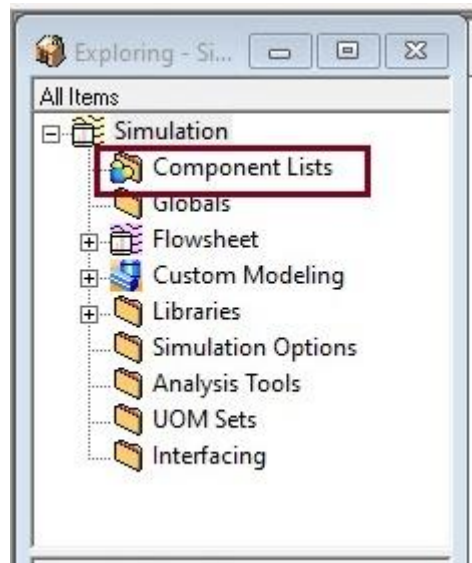 Exploring - Si...
All Items
Simulation
Component Lists
Globals
Flowsheet
Custom Modeling
Libraries
Simulation Options
Analysis Tools
UOM Sets
Interfacing